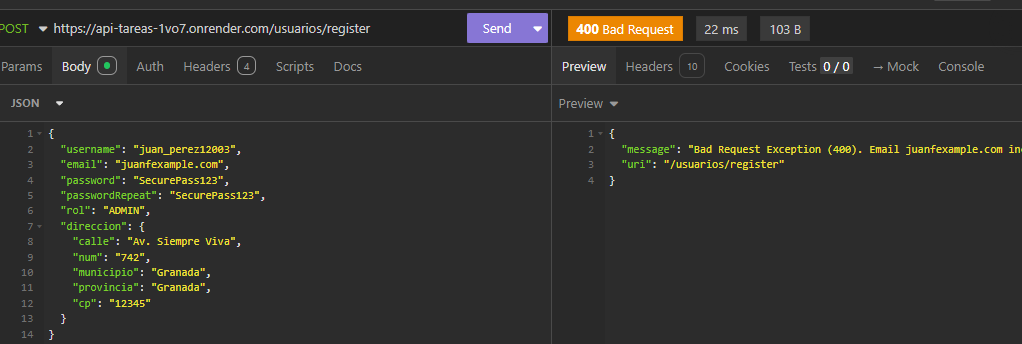 POST https://api-tareas-1vo7.onrender.com/usuarios/register Send
400 Bad Request 22 ms 103 B
Params Body Auth Headers 4 Scripts Docs
Preview Headers 10 Cookies Tests 0 / 0 → Mock Console
JSON
Preview
1 {
2 "username": "juan_perez12003",
3 "email": "juanfexample.com",
4 "password": "SecurePass123",
5 "passwordRepeat": "SecurePass123",
6 "rol": "ADMIN",
7 "direccion": {
8 "calle": "Av. Siempre Viva",
9 "num": "742",
10 "municipio": "Granada",
11 "provincia": "Granada",
12 "cp": "12345"
13 }
14 }
1 {
2 "message": "Bad Request Exception (400). Email juanfexample.com in
3 "uri": "/usuarios/register"
4 }